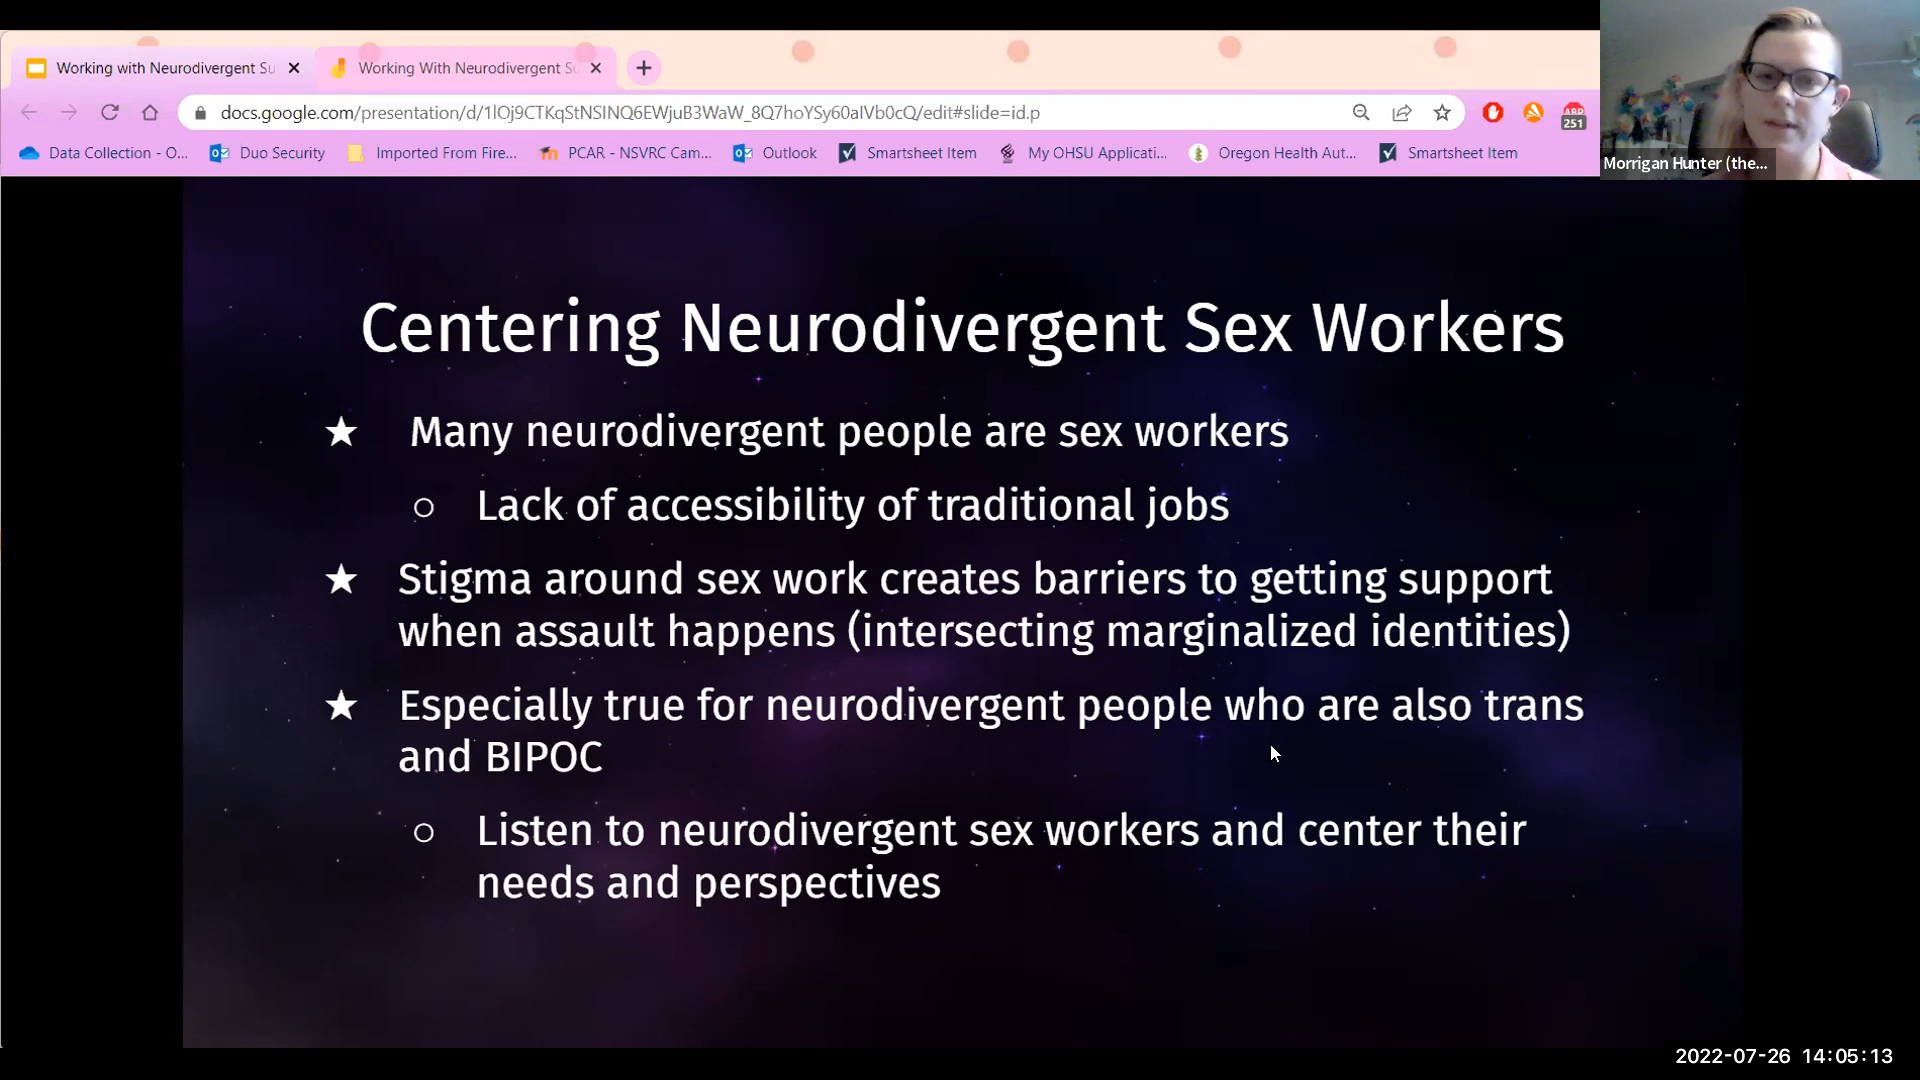 Working with Neurodivergent Su
Working With Neurodivergent S
docs.google.com/presentation/d/1lQj9CTKqStNSINQ6EWjuB3WaW_8Q7hoYSy60aIVb0cQ/edit#slide=id.p
251
Data Collection - O... Duo Security Imported From Fire... PCAR - NSVRC Cam... Outlook Smartsheet Item My OHSU Applicati... Oregon Health Aut... Smartsheet Item
Morrigan Hunter (the...
Centering Neurodivergent Sex Workers
★ Many neurodivergent people are sex workers
○ Lack of accessibility of traditional jobs
★ Stigma around sex work creates barriers to getting support
when assault happens (intersecting marginalized identities)
★ Especially true for neurodivergent people who are also trans
and BIPOC
○ Listen to neurodivergent sex workers and center their
needs and perspectives
2022-07-26 14:05:13